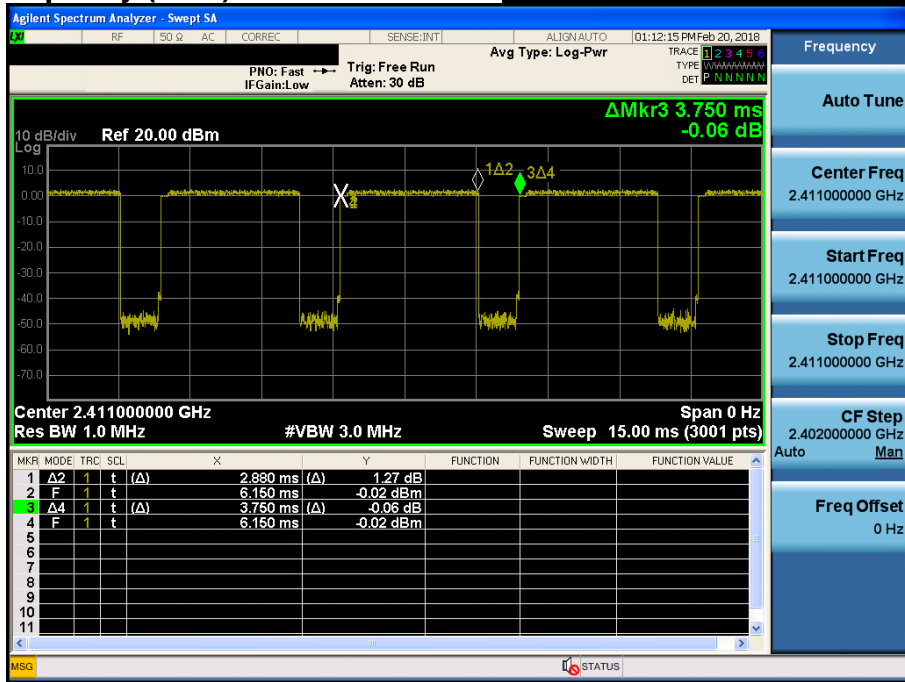 Agilent Spectrum Analyzer - Swept SA
LXI RF 50 Ω AC CORREC SENSE:INT ALIGNAUTO 01:12:15 PM Feb 20, 2018
Avg Type: Log-Pwr
TRACE 1 2 3 4 5 6
PNO: Fast Trig: Free Run
TYPE WWWWWW
IFGain:Low Atten: 30 dB
DET P N N N N N
ΔMkr3 3.750 ms
-0.06 dB
10 dB/div Ref 20.00 dBm
Log
10.0
0.00
-10.0
-20.0
-30.0
-40.0
-50.0
-60.0
-70.0
1Δ2 3Δ4
Center 2.411000000 GHz Span 0 Hz
Res BW 1.0 MHz #VBW 3.0 MHz Sweep 15.00 ms (3001 pts)
MKR MODE TRC SCL X Y FUNCTION FUNCTION WIDTH FUNCTION VALUE
1 Δ2 1 t (Δ) 2.880 ms (Δ) 1.27 dB
2 F 1 t 6.150 ms -0.02 dBm
3 Δ4 1 t (Δ) 3.750 ms (Δ) -0.06 dB
4 F 1 t 6.150 ms -0.02 dBm
5
6
7
8
9
10
11
MSG STATUS
Frequency
Auto Tune
Center Freq
2.411000000 GHz
Start Freq
2.411000000 GHz
Stop Freq
2.411000000 GHz
CF Step
2.402000000 GHz
Auto Man
Freq Offset
0 Hz